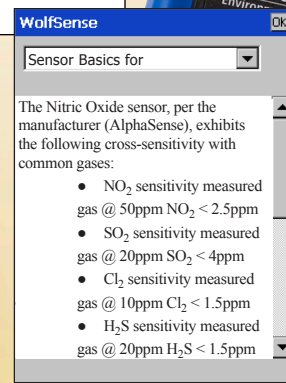 Environ
WolfSense OK
Sensor Basics for
The Nitric Oxide sensor, per the
manufacturer (AlphaSense), exhibits
the following cross-sensitivity with
common gases:
● NO₂ sensitivity measured
gas @ 50ppm NO₂ < 2.5ppm
● SO₂ sensitivity measured
gas @ 20ppm SO₂ < 4ppm
● Cl₂ sensitivity measured
gas @ 10ppm Cl₂ < 1.5ppm
● H₂S sensitivity measured
gas @ 20ppm H₂S < 1.5ppm